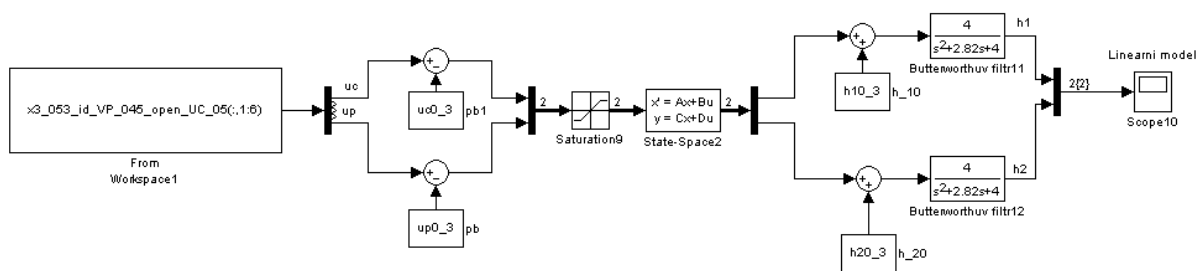 x3_053_id_VP_045_open_UC_05(:,1:6)
From
Workspace1
uc
up
+
−
uc0_3
pb1
+
−
up0_3
pb
2
Saturation9
2
x' = Ax+Bu
y = Cx+Du
State-Space2
2
+
+
h10_3
h_10
4
s²+2.82s+4
Butterworthuv filtr11
h1
+
+
h20_3
h_20
4
s²+2.82s+4
Butterworthuv filtr12
h2
2{2}
Linearni model
Scope10